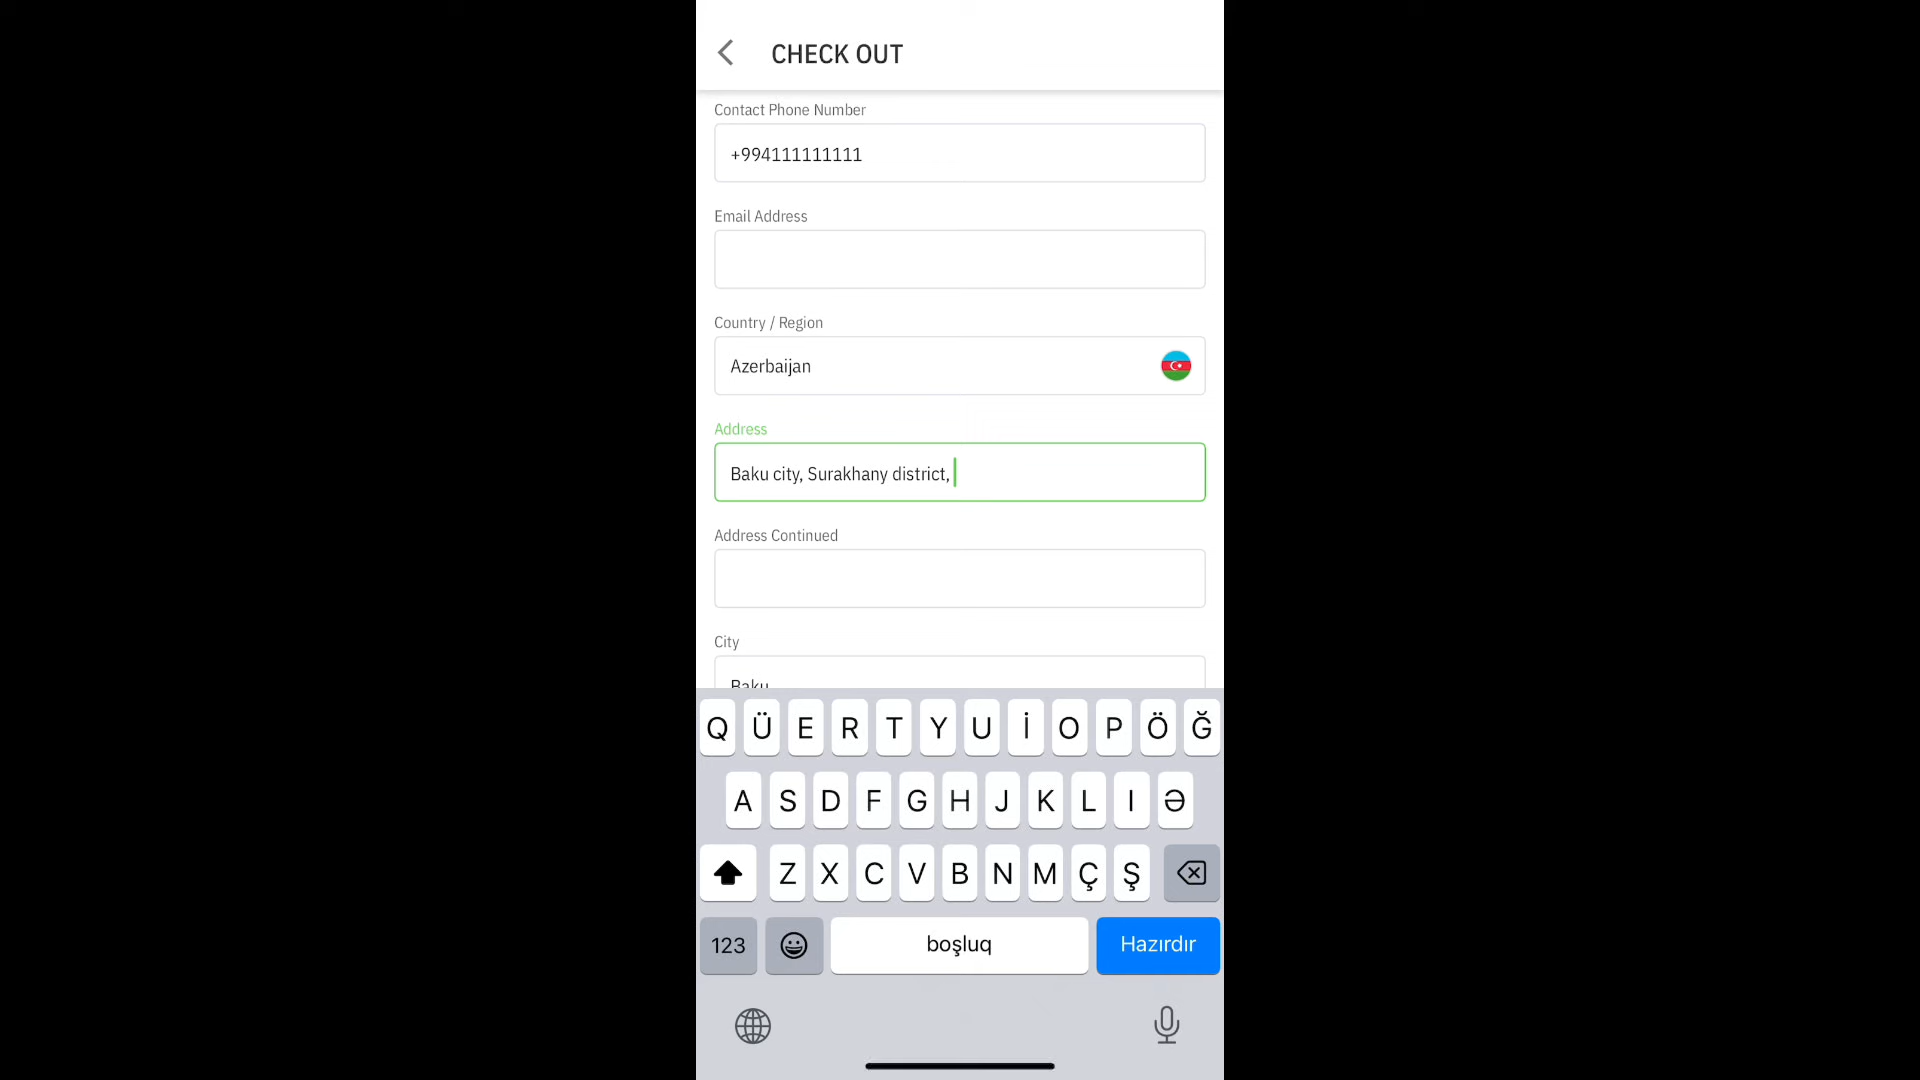 CHECK OUT
Contact Phone Number
+994111111111
Email Address
Country / Region
Azerbaijan
Address
Baku city, Surakhany district,
Address Continued
City
Baku
Q Ü E R T Y U İ O P Ö Ğ
A S D F G H J K L I Ə
Z X C V B N M Ç Ş
123 boşluq Hazırdır